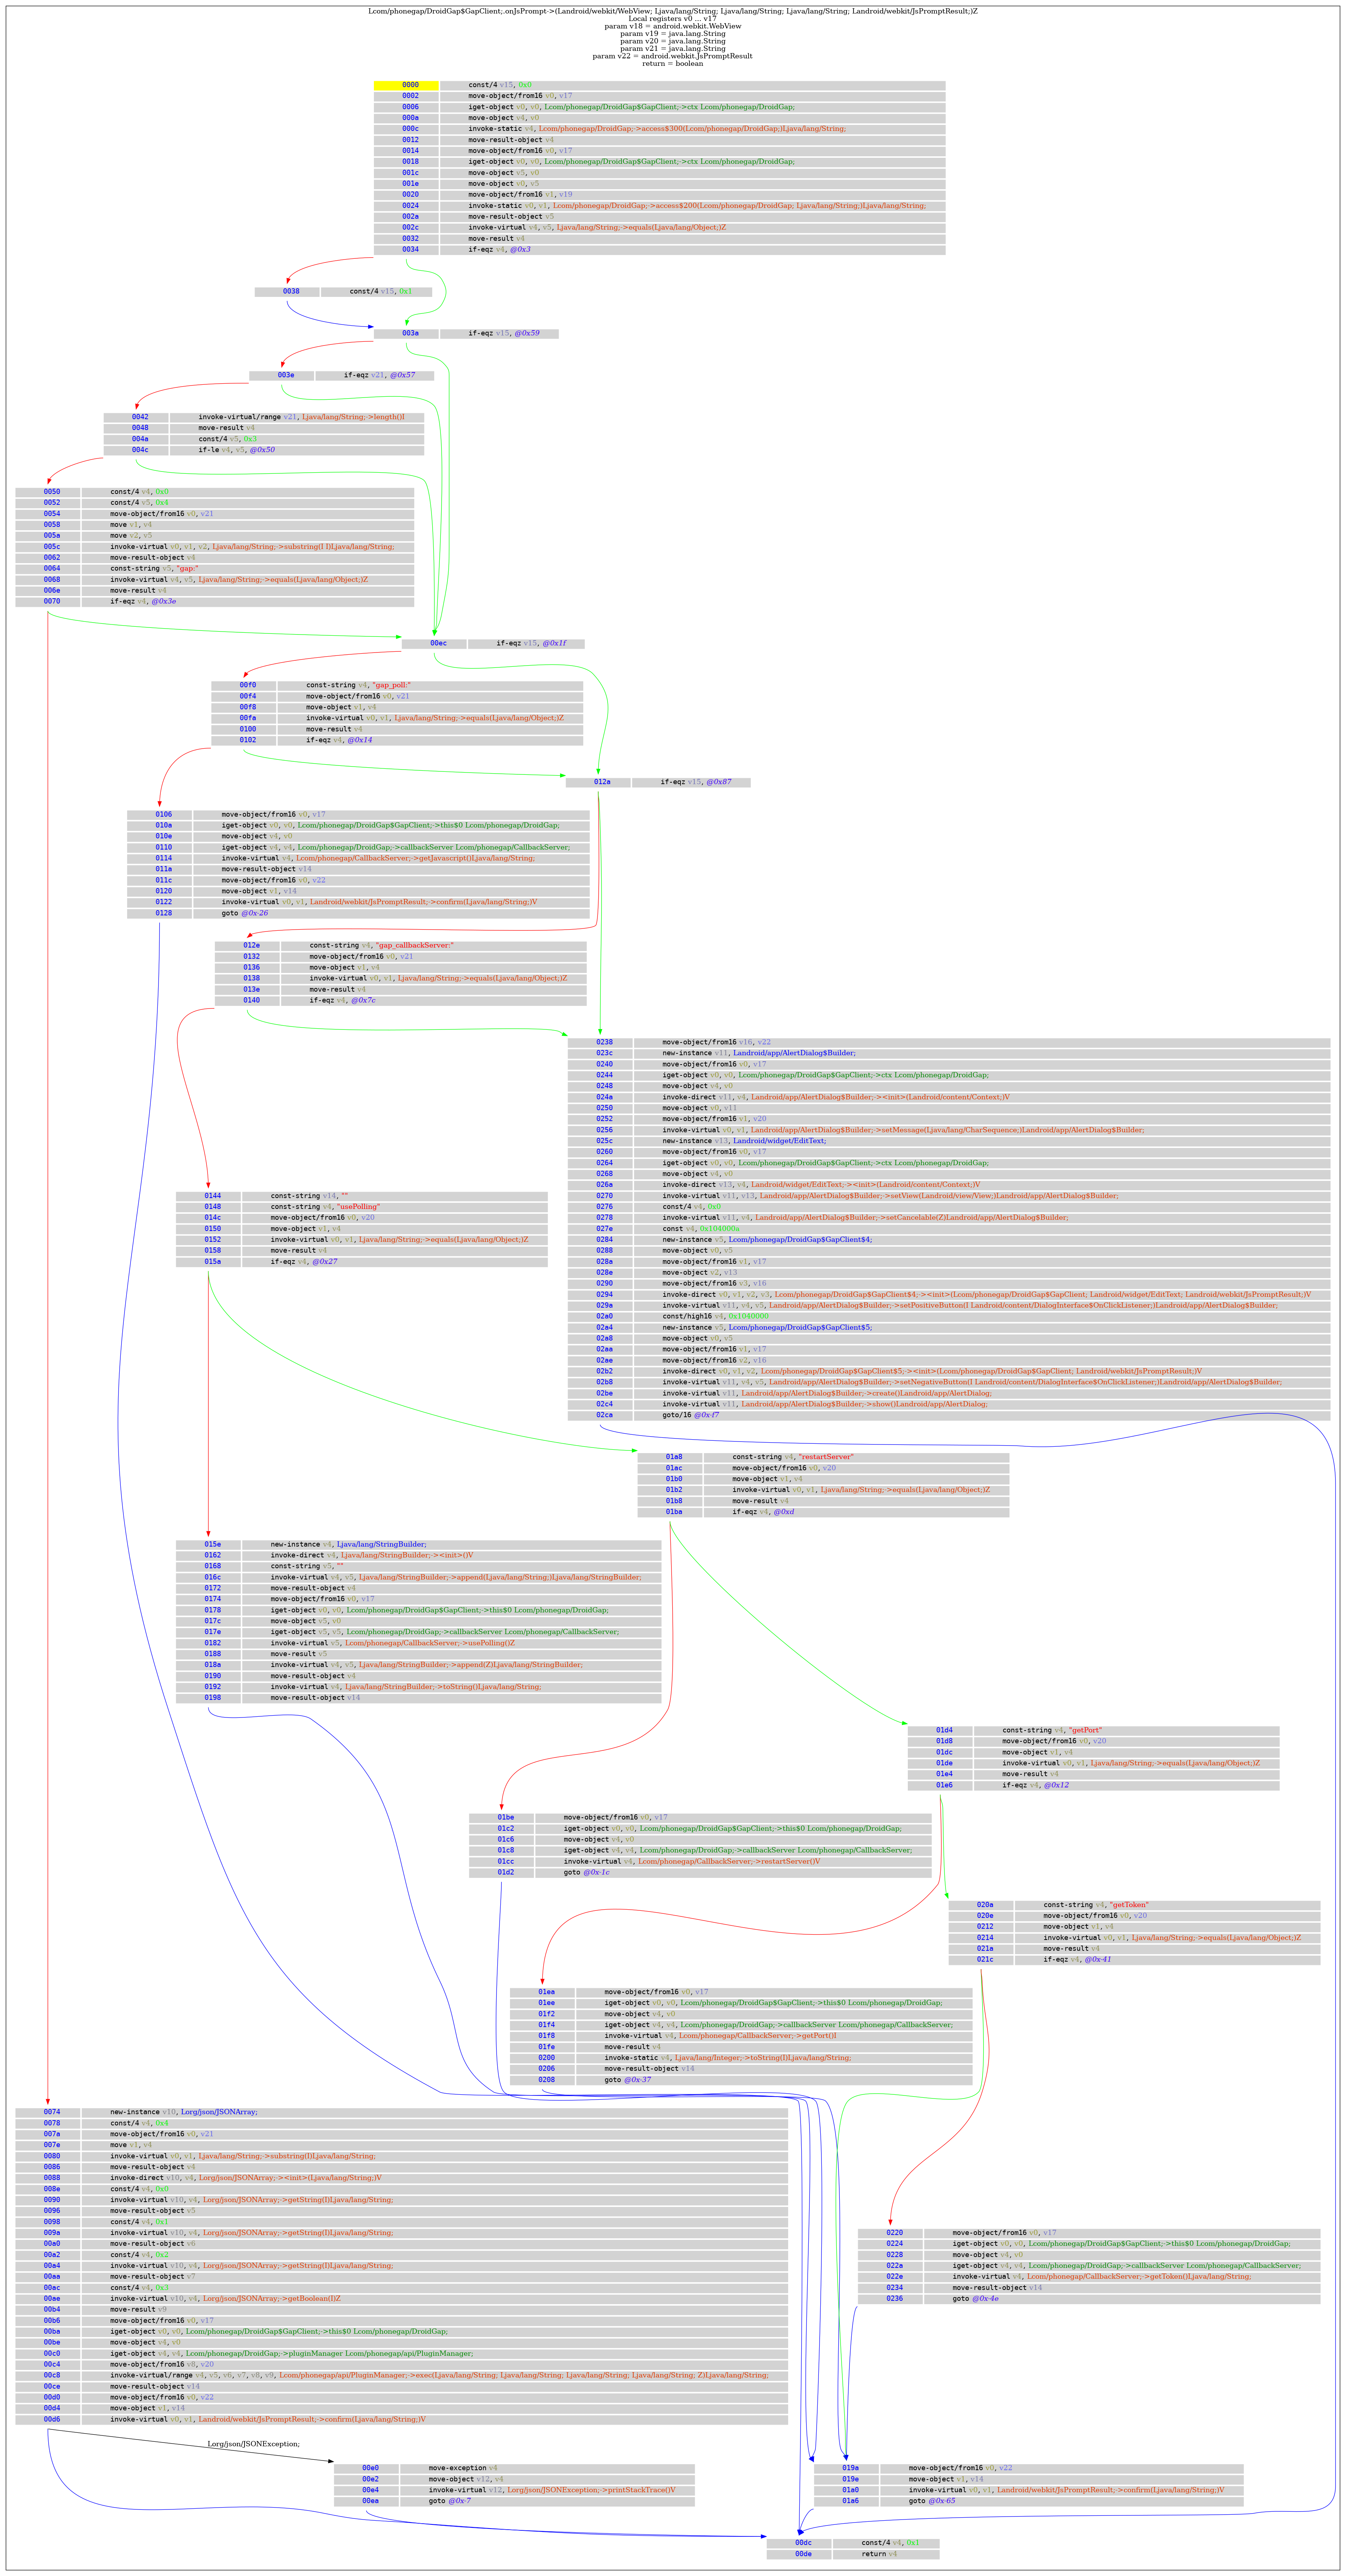 Lcom/phonegap/DroidGap$GapClient;.onJsPrompt->(Landroid/webkit/WebView; Ljava/lang/String; Ljava/lang/String; Ljava/lang/String; Landroid/webkit/JsPromptResult;)Z
Local registers v0 ... v17
param v18 = android.webkit.WebView
param v19 = java.lang.String
param v20 = java.lang.String
param v21 = java.lang.String
param v22 = android.webkit.JsPromptResult
return = boolean
0000 const/4 v15, 0x0
0002 move-object/from16 v0, v17
0006 iget-object v0, v0, Lcom/phonegap/DroidGap$GapClient;->ctx Lcom/phonegap/DroidGap;
000a move-object v4, v0
000c invoke-static v4, Lcom/phonegap/DroidGap;->access$300(Lcom/phonegap/DroidGap;)Ljava/lang/String;
0012 move-result-object v4
0014 move-object/from16 v0, v17
0018 iget-object v0, v0, Lcom/phonegap/DroidGap$GapClient;->ctx Lcom/phonegap/DroidGap;
001c move-object v5, v0
001e move-object v0, v5
0020 move-object/from16 v1, v19
0024 invoke-static v0, v1, Lcom/phonegap/DroidGap;->access$200(Lcom/phonegap/DroidGap; Ljava/lang/String;)Ljava/lang/String;
002a move-result-object v5
002c invoke-virtual v4, v5, Ljava/lang/String;->equals(Ljava/lang/Object;)Z
0032 move-result v4
0034 if-eqz v4, @0x3
0038 const/4 v15, 0x1
003a if-eqz v15, @0x59
003e if-eqz v21, @0x57
0042 invoke-virtual/range v21, Ljava/lang/String;->length()I
0048 move-result v4
004a const/4 v5, 0x3
004c if-le v4, v5, @0x50
0050 const/4 v4, 0x0
0052 const/4 v5, 0x4
0054 move-object/from16 v0, v21
0058 move v1, v4
005a move v2, v5
005c invoke-virtual v0, v1, v2, Ljava/lang/String;->substring(I I)Ljava/lang/String;
0062 move-result-object v4
0064 const-string v5, "gap:"
0068 invoke-virtual v4, v5, Ljava/lang/String;->equals(Ljava/lang/Object;)Z
006e move-result v4
0070 if-eqz v4, @0x3e
00ec if-eqz v15, @0x1f
00f0 const-string v4, "gap_poll:"
00f4 move-object/from16 v0, v21
00f8 move-object v1, v4
00fa invoke-virtual v0, v1, Ljava/lang/String;->equals(Ljava/lang/Object;)Z
0100 move-result v4
0102 if-eqz v4, @0x14
012a if-eqz v15, @0x87
0106 move-object/from16 v0, v17
010a iget-object v0, v0, Lcom/phonegap/DroidGap$GapClient;->this$0 Lcom/phonegap/DroidGap;
010e move-object v4, v0
0110 iget-object v4, v4, Lcom/phonegap/DroidGap;->callbackServer Lcom/phonegap/CallbackServer;
0114 invoke-virtual v4, Lcom/phonegap/CallbackServer;->getJavascript()Ljava/lang/String;
011a move-result-object v14
011c move-object/from16 v0, v22
0120 move-object v1, v14
0122 invoke-virtual v0, v1, Landroid/webkit/JsPromptResult;->confirm(Ljava/lang/String;)V
0128 goto @0x-26
012e const-string v4, "gap_callbackServer:"
0132 move-object/from16 v0, v21
0136 move-object v1, v4
0138 invoke-virtual v0, v1, Ljava/lang/String;->equals(Ljava/lang/Object;)Z
013e move-result v4
0140 if-eqz v4, @0x7c
0238 move-object/from16 v16, v22
023c new-instance v11, Landroid/app/AlertDialog$Builder;
0240 move-object/from16 v0, v17
0244 iget-object v0, v0, Lcom/phonegap/DroidGap$GapClient;->ctx Lcom/phonegap/DroidGap;
0248 move-object v4, v0
024a invoke-direct v11, v4, Landroid/app/AlertDialog$Builder;-><init>(Landroid/content/Context;)V
0250 move-object v0, v11
0252 move-object/from16 v1, v20
0256 invoke-virtual v0, v1, Landroid/app/AlertDialog$Builder;->setMessage(Ljava/lang/CharSequence;)Landroid/app/AlertDialog$Builder;
025c new-instance v13, Landroid/widget/EditText;
0260 move-object/from16 v0, v17
0264 iget-object v0, v0, Lcom/phonegap/DroidGap$GapClient;->ctx Lcom/phonegap/DroidGap;
0268 move-object v4, v0
026a invoke-direct v13, v4, Landroid/widget/EditText;-><init>(Landroid/content/Context;)V
0270 invoke-virtual v11, v13, Landroid/app/AlertDialog$Builder;->setView(Landroid/view/View;)Landroid/app/AlertDialog$Builder;
0276 const/4 v4, 0x0
0278 invoke-virtual v11, v4, Landroid/app/AlertDialog$Builder;->setCancelable(Z)Landroid/app/AlertDialog$Builder;
027e const v4, 0x104000a
0284 new-instance v5, Lcom/phonegap/DroidGap$GapClient$4;
0288 move-object v0, v5
028a move-object/from16 v1, v17
028e move-object v2, v13
0290 move-object/from16 v3, v16
0294 invoke-direct v0, v1, v2, v3, Lcom/phonegap/DroidGap$GapClient$4;-><init>(Lcom/phonegap/DroidGap$GapClient; Landroid/widget/EditText; Landroid/webkit/JsPromptResult;)V
029a invoke-virtual v11, v4, v5, Landroid/app/AlertDialog$Builder;->setPositiveButton(I Landroid/content/DialogInterface$OnClickListener;)Landroid/app/AlertDialog$Builder;
02a0 const/high16 v4, 0x1040000
02a4 new-instance v5, Lcom/phonegap/DroidGap$GapClient$5;
02a8 move-object v0, v5
02aa move-object/from16 v1, v17
02ae move-object/from16 v2, v16
02b2 invoke-direct v0, v1, v2, Lcom/phonegap/DroidGap$GapClient$5;-><init>(Lcom/phonegap/DroidGap$GapClient; Landroid/webkit/JsPromptResult;)V
02b8 invoke-virtual v11, v4, v5, Landroid/app/AlertDialog$Builder;->setNegativeButton(I Landroid/content/DialogInterface$OnClickListener;)Landroid/app/AlertDialog$Builder;
02be invoke-virtual v11, Landroid/app/AlertDialog$Builder;->create()Landroid/app/AlertDialog;
02c4 invoke-virtual v11, Landroid/app/AlertDialog$Builder;->show()Landroid/app/AlertDialog;
02ca goto/16 @0x-f7
0144 const-string v14, ""
0148 const-string v4, "usePolling"
014c move-object/from16 v0, v20
0150 move-object v1, v4
0152 invoke-virtual v0, v1, Ljava/lang/String;->equals(Ljava/lang/Object;)Z
0158 move-result v4
015a if-eqz v4, @0x27
01a8 const-string v4, "restartServer"
01ac move-object/from16 v0, v20
01b0 move-object v1, v4
01b2 invoke-virtual v0, v1, Ljava/lang/String;->equals(Ljava/lang/Object;)Z
01b8 move-result v4
01ba if-eqz v4, @0xd
015e new-instance v4, Ljava/lang/StringBuilder;
0162 invoke-direct v4, Ljava/lang/StringBuilder;-><init>()V
0168 const-string v5, ""
016c invoke-virtual v4, v5, Ljava/lang/StringBuilder;->append(Ljava/lang/String;)Ljava/lang/StringBuilder;
0172 move-result-object v4
0174 move-object/from16 v0, v17
0178 iget-object v0, v0, Lcom/phonegap/DroidGap$GapClient;->this$0 Lcom/phonegap/DroidGap;
017c move-object v5, v0
017e iget-object v5, v5, Lcom/phonegap/DroidGap;->callbackServer Lcom/phonegap/CallbackServer;
0182 invoke-virtual v5, Lcom/phonegap/CallbackServer;->usePolling()Z
0188 move-result v5
018a invoke-virtual v4, v5, Ljava/lang/StringBuilder;->append(Z)Ljava/lang/StringBuilder;
0190 move-result-object v4
0192 invoke-virtual v4, Ljava/lang/StringBuilder;->toString()Ljava/lang/String;
0198 move-result-object v14
01d4 const-string v4, "getPort"
01d8 move-object/from16 v0, v20
01dc move-object v1, v4
01de invoke-virtual v0, v1, Ljava/lang/String;->equals(Ljava/lang/Object;)Z
01e4 move-result v4
01e6 if-eqz v4, @0x12
01be move-object/from16 v0, v17
01c2 iget-object v0, v0, Lcom/phonegap/DroidGap$GapClient;->this$0 Lcom/phonegap/DroidGap;
01c6 move-object v4, v0
01c8 iget-object v4, v4, Lcom/phonegap/DroidGap;->callbackServer Lcom/phonegap/CallbackServer;
01cc invoke-virtual v4, Lcom/phonegap/CallbackServer;->restartServer()V
01d2 goto @0x-1c
020a const-string v4, "getToken"
020e move-object/from16 v0, v20
0212 move-object v1, v4
0214 invoke-virtual v0, v1, Ljava/lang/String;->equals(Ljava/lang/Object;)Z
021a move-result v4
021c if-eqz v4, @0x-41
01ea move-object/from16 v0, v17
01ee iget-object v0, v0, Lcom/phonegap/DroidGap$GapClient;->this$0 Lcom/phonegap/DroidGap;
01f2 move-object v4, v0
01f4 iget-object v4, v4, Lcom/phonegap/DroidGap;->callbackServer Lcom/phonegap/CallbackServer;
01f8 invoke-virtual v4, Lcom/phonegap/CallbackServer;->getPort()I
01fe move-result v4
0200 invoke-static v4, Ljava/lang/Integer;->toString(I)Ljava/lang/String;
0206 move-result-object v14
0208 goto @0x-37
0074 new-instance v10, Lorg/json/JSONArray;
0078 const/4 v4, 0x4
007a move-object/from16 v0, v21
007e move v1, v4
0080 invoke-virtual v0, v1, Ljava/lang/String;->substring(I)Ljava/lang/String;
0086 move-result-object v4
0088 invoke-direct v10, v4, Lorg/json/JSONArray;-><init>(Ljava/lang/String;)V
008e const/4 v4, 0x0
0090 invoke-virtual v10, v4, Lorg/json/JSONArray;->getString(I)Ljava/lang/String;
0096 move-result-object v5
0098 const/4 v4, 0x1
009a invoke-virtual v10, v4, Lorg/json/JSONArray;->getString(I)Ljava/lang/String;
00a0 move-result-object v6
00a2 const/4 v4, 0x2
00a4 invoke-virtual v10, v4, Lorg/json/JSONArray;->getString(I)Ljava/lang/String;
00aa move-result-object v7
00ac const/4 v4, 0x3
00ae invoke-virtual v10, v4, Lorg/json/JSONArray;->getBoolean(I)Z
00b4 move-result v9
00b6 move-object/from16 v0, v17
00ba iget-object v0, v0, Lcom/phonegap/DroidGap$GapClient;->this$0 Lcom/phonegap/DroidGap;
00be move-object v4, v0
00c0 iget-object v4, v4, Lcom/phonegap/DroidGap;->pluginManager Lcom/phonegap/api/PluginManager;
00c4 move-object/from16 v8, v20
00c8 invoke-virtual/range v4, v5, v6, v7, v8, v9, Lcom/phonegap/api/PluginManager;->exec(Ljava/lang/String; Ljava/lang/String; Ljava/lang/String; Ljava/lang/String; Z)Ljava/lang/String;
00ce move-result-object v14
00d0 move-object/from16 v0, v22
00d4 move-object v1, v14
00d6 invoke-virtual v0, v1, Landroid/webkit/JsPromptResult;->confirm(Ljava/lang/String;)V
0220 move-object/from16 v0, v17
0224 iget-object v0, v0, Lcom/phonegap/DroidGap$GapClient;->this$0 Lcom/phonegap/DroidGap;
0228 move-object v4, v0
022a iget-object v4, v4, Lcom/phonegap/DroidGap;->callbackServer Lcom/phonegap/CallbackServer;
022e invoke-virtual v4, Lcom/phonegap/CallbackServer;->getToken()Ljava/lang/String;
0234 move-result-object v14
0236 goto @0x-4e
Lorg/json/JSONException;
00e0 move-exception v4
00e2 move-object v12, v4
00e4 invoke-virtual v12, Lorg/json/JSONException;->printStackTrace()V
00ea goto @0x-7
019a move-object/from16 v0, v22
019e move-object v1, v14
01a0 invoke-virtual v0, v1, Landroid/webkit/JsPromptResult;->confirm(Ljava/lang/String;)V
01a6 goto @0x-65
00dc const/4 v4, 0x1
00de return v4